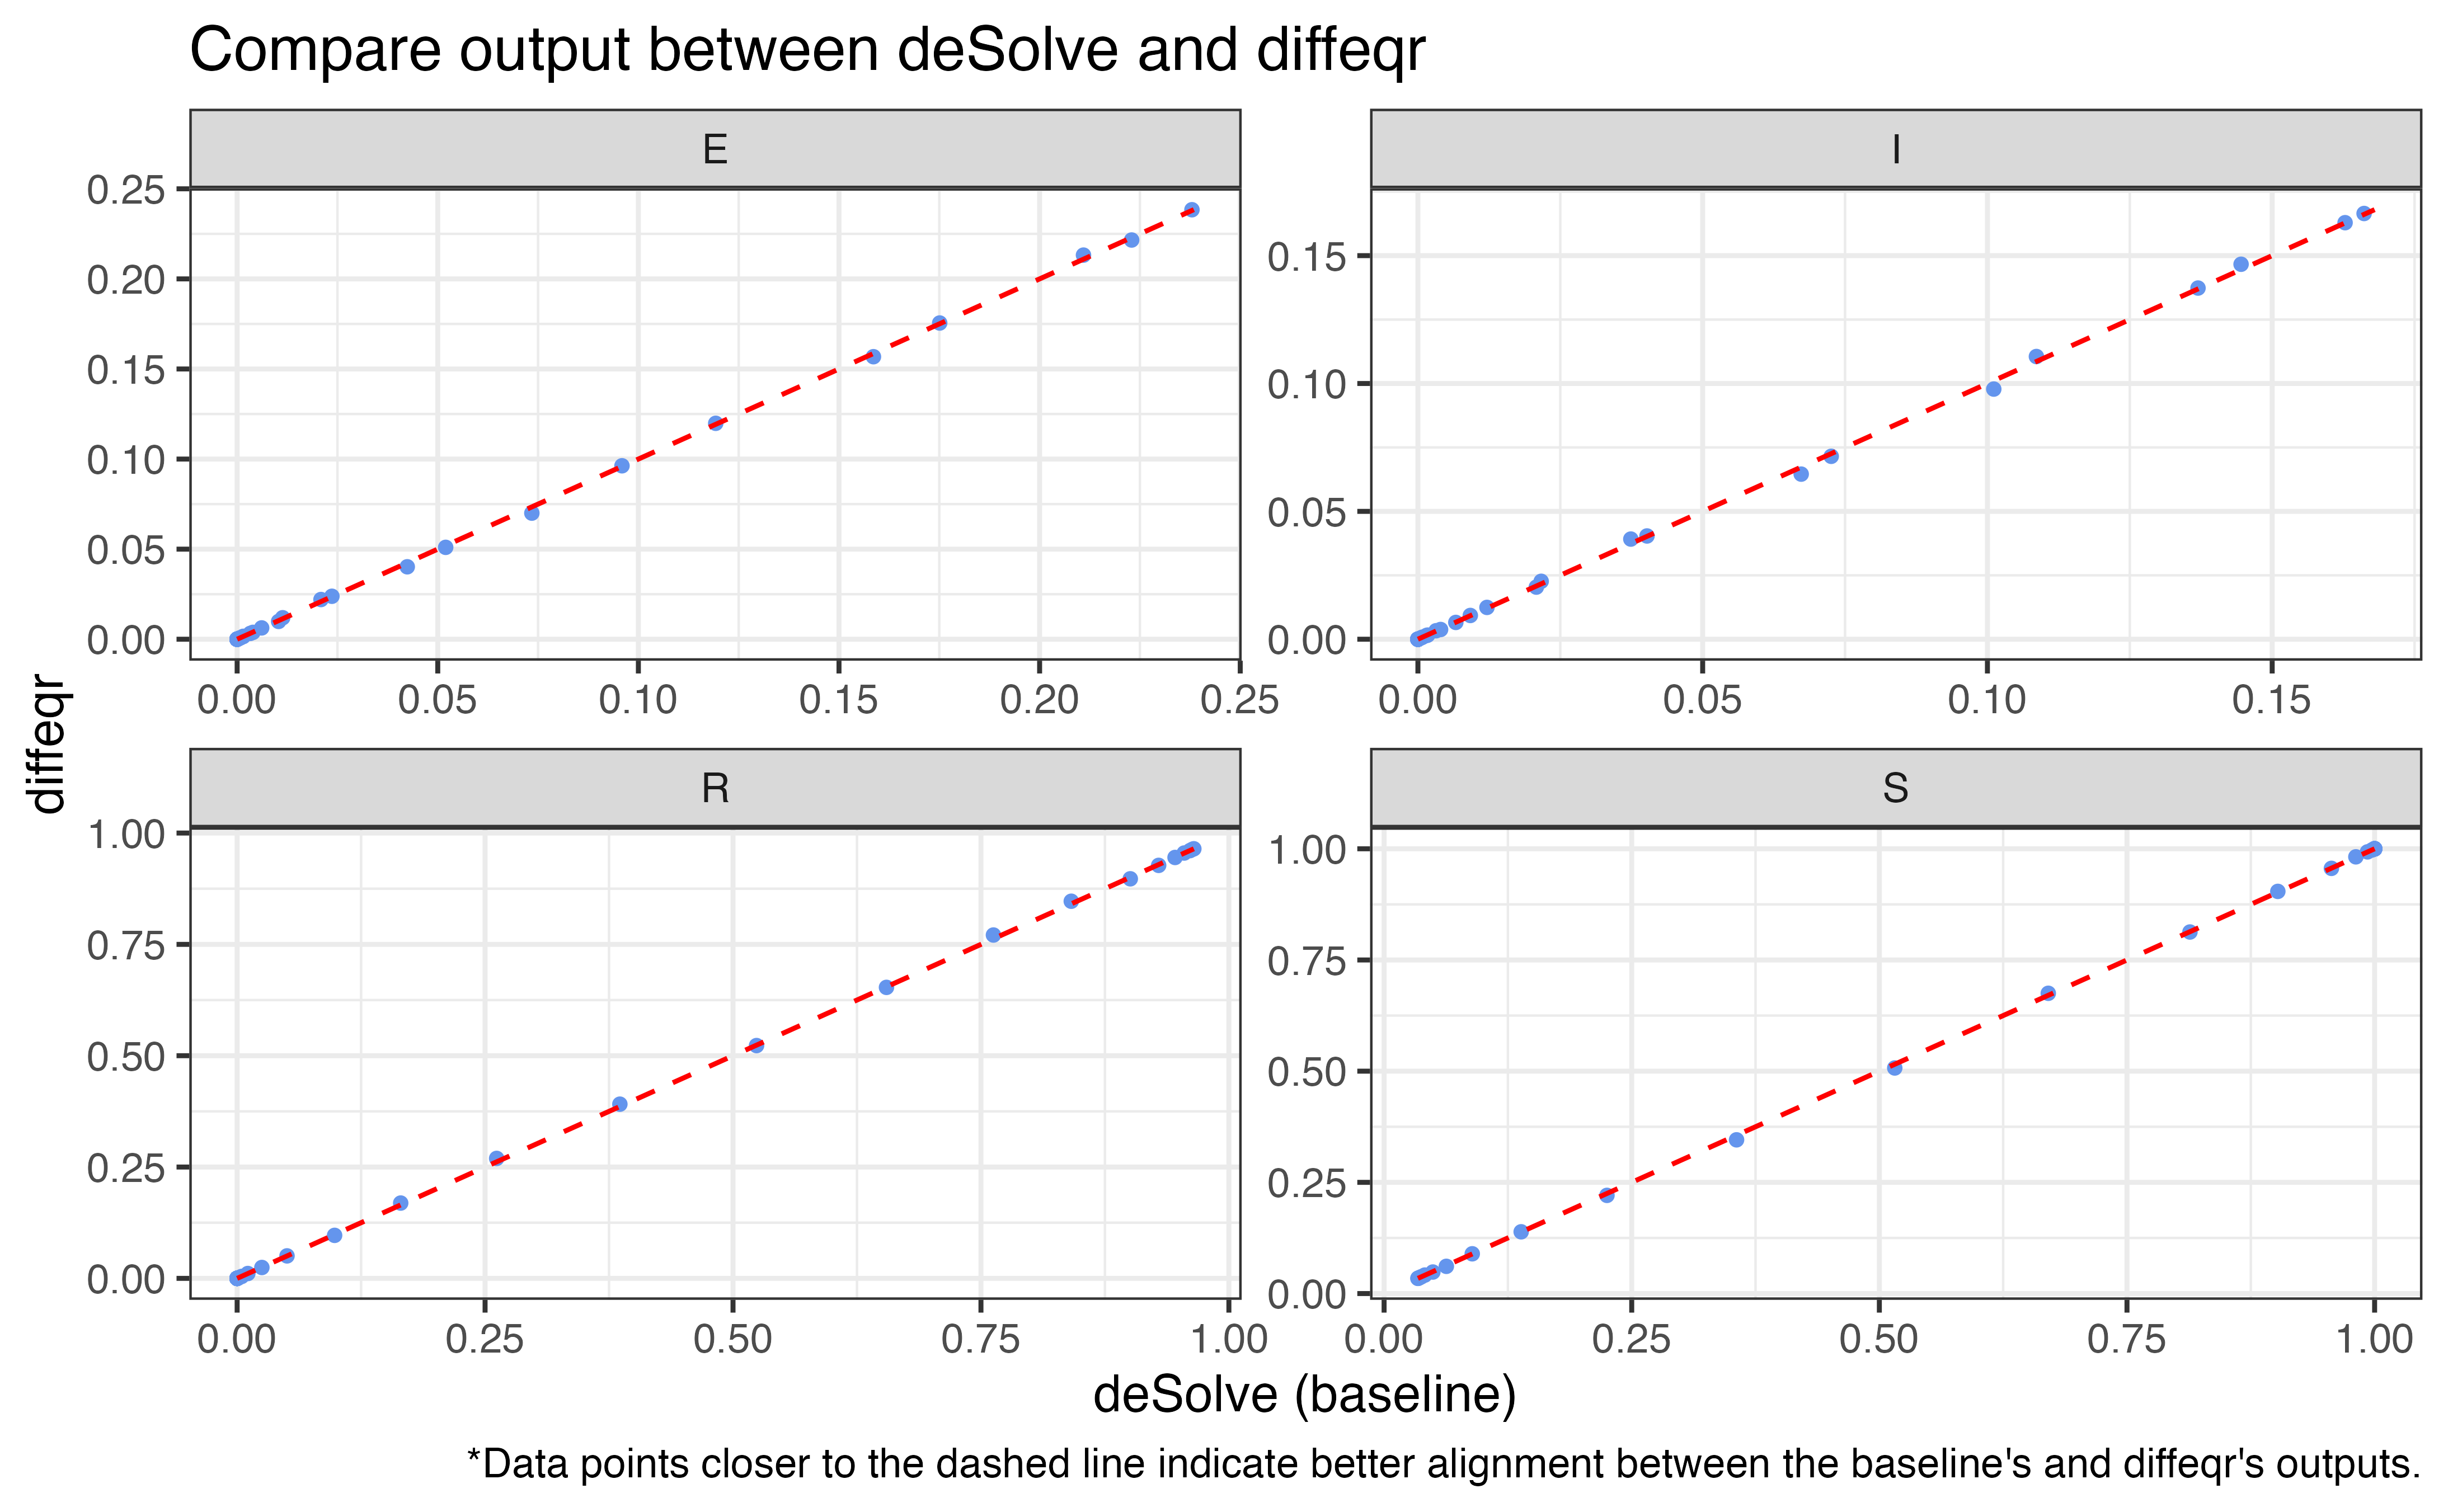 Compare output between deSolve and diffeqr
E
I
0.25
0.20
0.15
0.10
0.05
0.00
0.15
0.10
0.05
0.00
0.00 0.05 0.10 0.15 0.20 0.25
0.00 0.05 0.10 0.15
diffeqr
R
S
1.00
0.75
0.50
0.25
0.00
1.00
0.75
0.50
0.25
0.00
0.00 0.25 0.50 0.75 1.00
0.00 0.25 0.50 0.75 1.00
deSolve (baseline)
*Data points closer to the dashed line indicate better alignment between the baseline's and diffeqr's outputs.